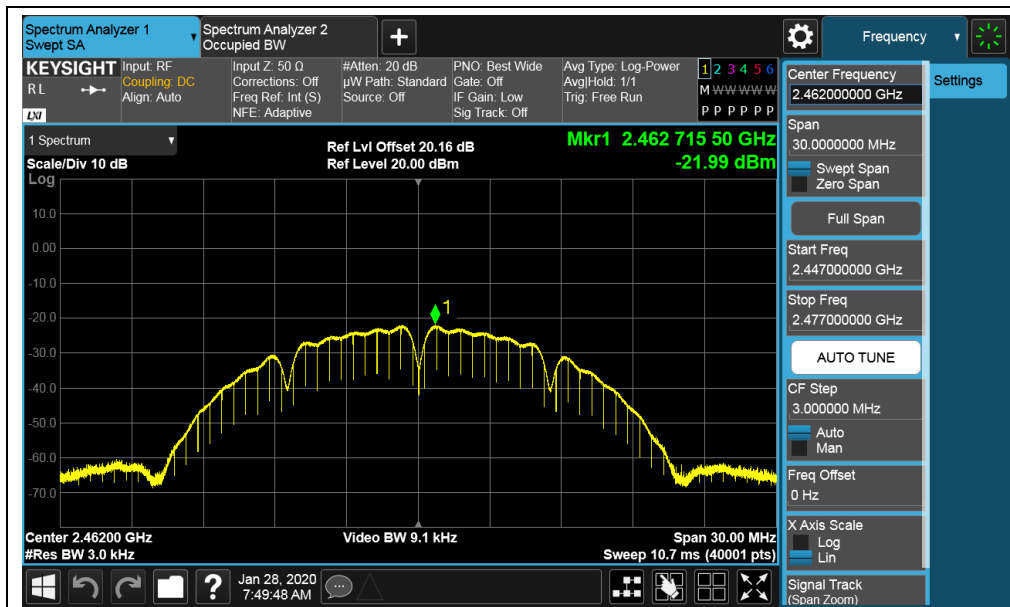 Spectrum Analyzer 1
Swept SA
Spectrum Analyzer 2
Occupied BW
Frequency
KEYSIGHT
RL
LXI
Input: RF
Coupling: DC
Align: Auto
Input Z: 50 Ω
Corrections: Off
Freq Ref: Int (S)
NFE: Adaptive
#Atten: 20 dB
µW Path: Standard
Source: Off
PNO: Best Wide
Gate: Off
IF Gain: Low
Sig Track: Off
Avg Type: Log-Power
Avg|Hold: 1/1
Trig: Free Run
1 2 3 4 5 6
M W W W W W
P P P P P P
1 Spectrum
Scale/Div 10 dB
Log
Ref Lvl Offset 20.16 dB
Ref Level 20.00 dBm
Mkr1 2.462 715 50 GHz
-21.99 dBm
10.0
0.00
-10.0
-20.0
-30.0
-40.0
-50.0
-60.0
-70.0
1
Center 2.46200 GHz
#Res BW 3.0 kHz
Video BW 9.1 kHz
Span 30.00 MHz
Sweep 10.7 ms (40001 pts)
Center Frequency
2.462000000 GHz
Span
30.0000000 MHz
Swept Span
Zero Span
Full Span
Start Freq
2.447000000 GHz
Stop Freq
2.477000000 GHz
AUTO TUNE
CF Step
3.000000 MHz
Auto
Man
Freq Offset
0 Hz
X Axis Scale
Log
Lin
Signal Track
(Span Zoom)
Settings
?
Jan 28, 2020
7:49:48 AM